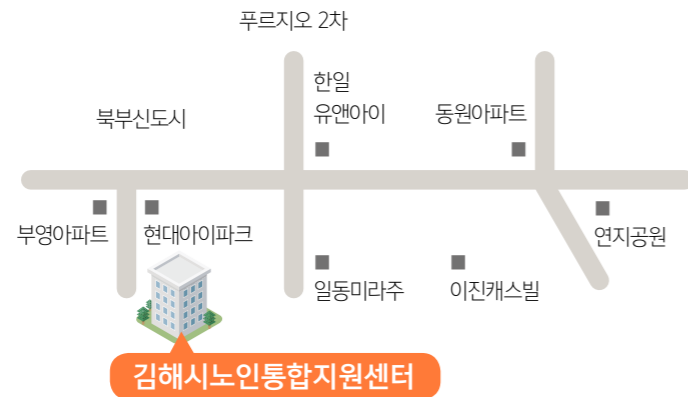 푸르지오 2차
한일
유앤아이
동원아파트
북부신도시
부영아파트
현대아이파크
연지공원
일동미라주
이진캐스빌
김해시노인통합지원센터